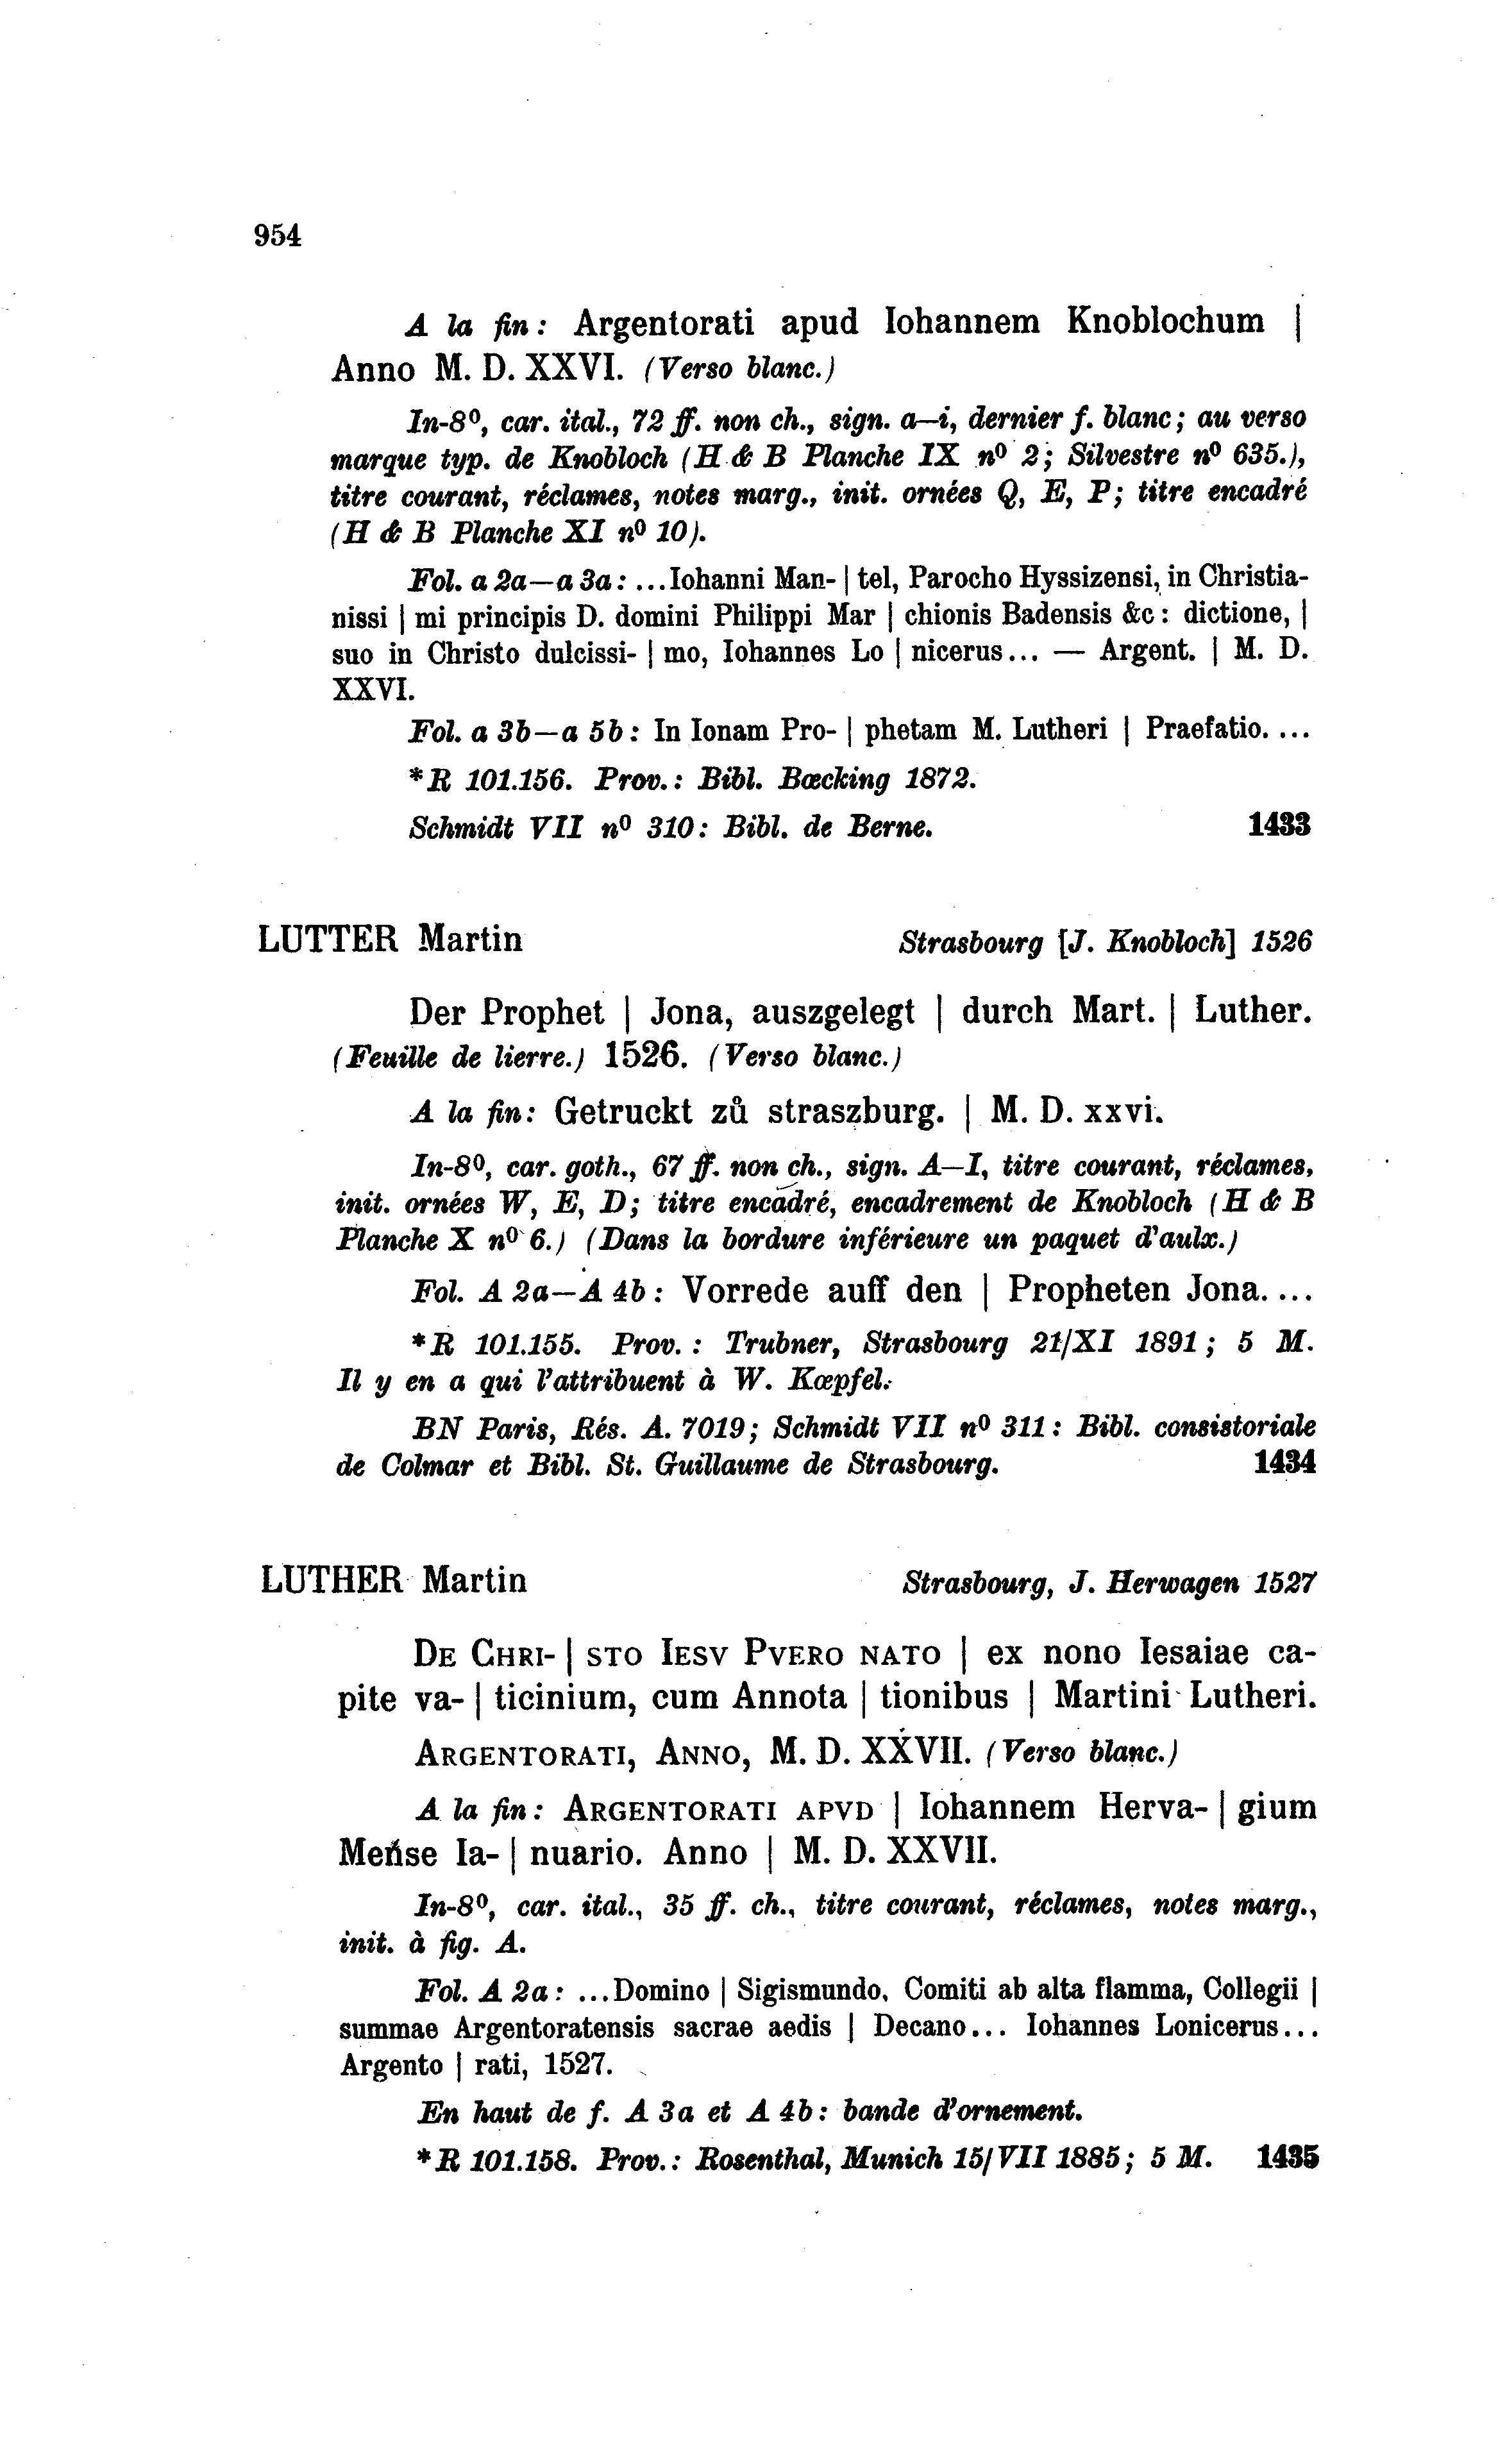 954
A la fin: Argentorati apud Iohannem Knoblochum |
Anno M. D. XXVI. (Verso blanc.)
In-8⁰, car. ital., 72 ff. non ch., sign. a—i, dernier f. blanc; au verso
marque typ. de Knobloch (H & B Planche IX n⁰ 2; Silvestre n⁰ 635.),
titre courant, réclames, notes marg., init. ornées Q, E, P; titre encadré
(H & B Planche XI n⁰ 10).
Fol. a 2a—a 3a: ...Iohanni Man- | tel, Parocho Hyssizensi, in Christia-
nissi | mi principis D. domini Philippi Mar | chionis Badensis &c: dictione, |
suo in Christo dulcissi- | mo, Iohannes Lo | nicerus... — Argent. | M. D.
XXVI.
Fol. a 3b—a 5b: In Ionam Pro- | phetam M. Lutheri | Praefatio. ...
*R 101.156. Prov.: Bibl. Bœcking 1872.
Schmidt VII n⁰ 310: Bibl. de Berne. 1433
LUTTER Martin Strasbourg [J. Knobloch] 1526
Der Prophet | Jona, auszgelegt | durch Mart. | Luther.
(Feuille de lierre.) 1526. (Verso blanc.)
A la fin: Getruckt zů straszburg. | M. D. xxvi.
In-8⁰, car. goth., 67 ff. non ch., sign. A—I, titre courant, réclames,
init. ornées W, E, D; titre encadré, encadrement de Knobloch (H & B
Planche X n⁰ 6.) (Dans la bordure inférieure un paquet d'aulx.)
Fol. A 2a—A 4b: Vorrede auff den | Propheten Jona. ...
*R 101.155. Prov. : Trubner, Strasbourg 21/XI 1891; 5 M.
Il y en a qui l'attribuent à W. Kœpfel.
BN Paris, Rés. A. 7019; Schmidt VII n⁰ 311: Bibl. consistoriale
de Colmar et Bibl. St. Guillaume de Strasbourg. 1434
LUTHER Martin Strasbourg, J. Herwagen 1527
DE CHRI- | STO IESV PVERO NATO | ex nono Iesaiae ca-
pite va- | ticinium, cum Annota | tionibus | Martini Lutheri.
ARGENTORATI, ANNO, M. D. XXVII. (Verso blanc.)
A la fin: ARGENTORATI APVD | Iohannem Herva- | gium
Mense Ia- | nuario. Anno | M. D. XXVII.
In-8⁰, car. ital., 35 ff. ch., titre courant, réclames, notes marg.,
init. à fig. A.
Fol. A 2a: ...Domino | Sigismundo, Comiti ab alta flamma, Collegii |
summae Argentoratensis sacrae aedis | Decano... Iohannes Lonicerus...
Argento | rati, 1527.
En haut de f. A 3a et A 4b: bande d'ornement.
*R 101.158. Prov.: Rosenthal, Munich 15/VII 1885; 5 M. 1435